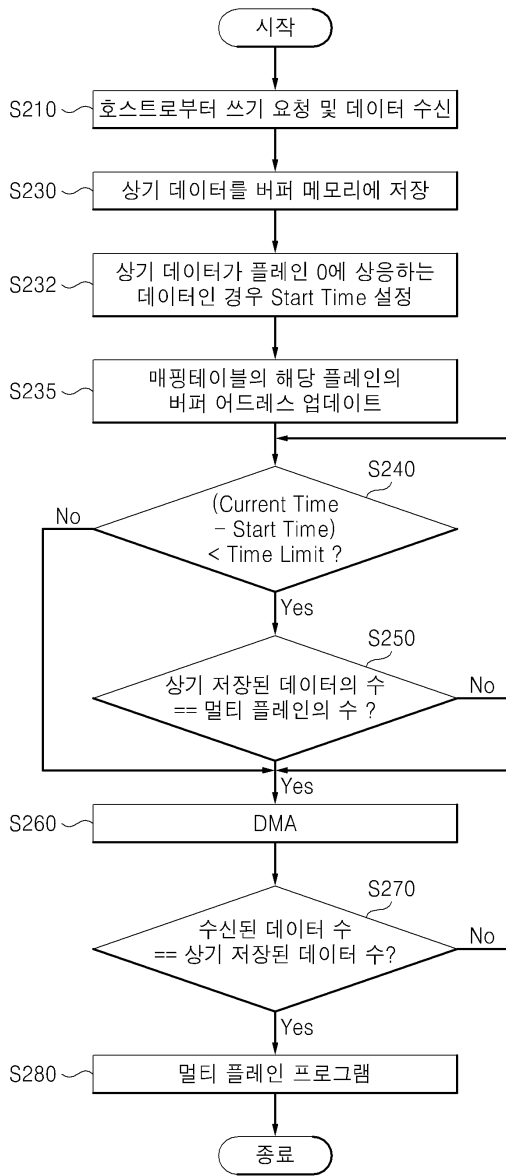 시작
S210
호스트로부터 쓰기 요청 및 데이터 수신
S230
상기 데이터를 버퍼 메모리에 저장
S232
상기 데이터가 플레인 0에 상응하는
데이터인 경우 Start Time 설정
S235
매핑테이블의 해당 플레인의
버퍼 어드레스 업데이트
S240
(Current Time
– Start Time)
< Time Limit ?
No
Yes
S250
상기 저장된 데이터의 수
== 멀티 플레인의 수 ?
No
Yes
S260
DMA
S270
수신된 데이터 수
== 상기 저장된 데이터 수?
No
Yes
S280
멀티 플레인 프로그램
종료